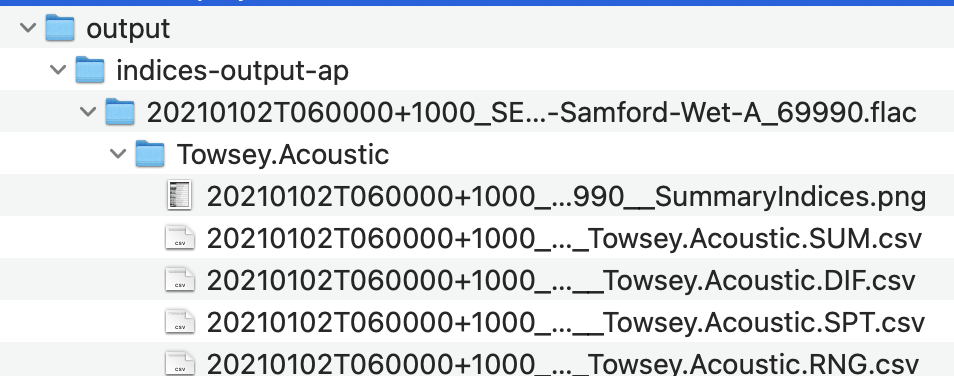 output
indices-output-ap
20210102T060000+1000_SE...-Samford-Wet-A_69990.flac
Towsey.Acoustic
20210102T060000+1000_...990__SummaryIndices.png
20210102T060000+1000_..._Towsey.Acoustic.SUM.csv
20210102T060000+1000_...__Towsey.Acoustic.DIF.csv
20210102T060000+1000_...__Towsey.Acoustic.SPT.csv
20210102T060000+1000_..._Towsey.Acoustic.RNG.csv